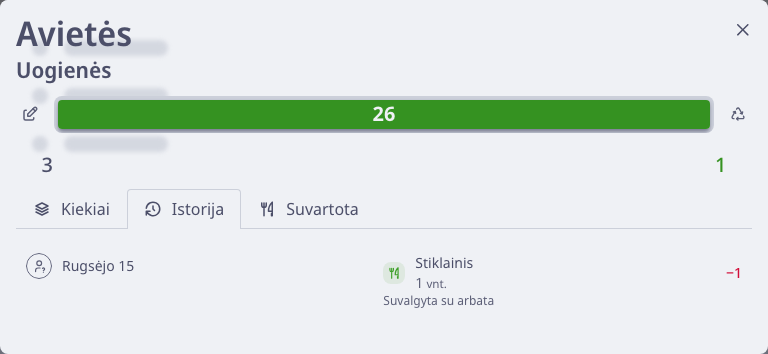 Avietės
Uogienės
26
3
1
Kiekiai
Istorija
Suvartota
Rugsėjo 15
Stiklainis
−1
1 vnt.
Suvalgyta su arbata